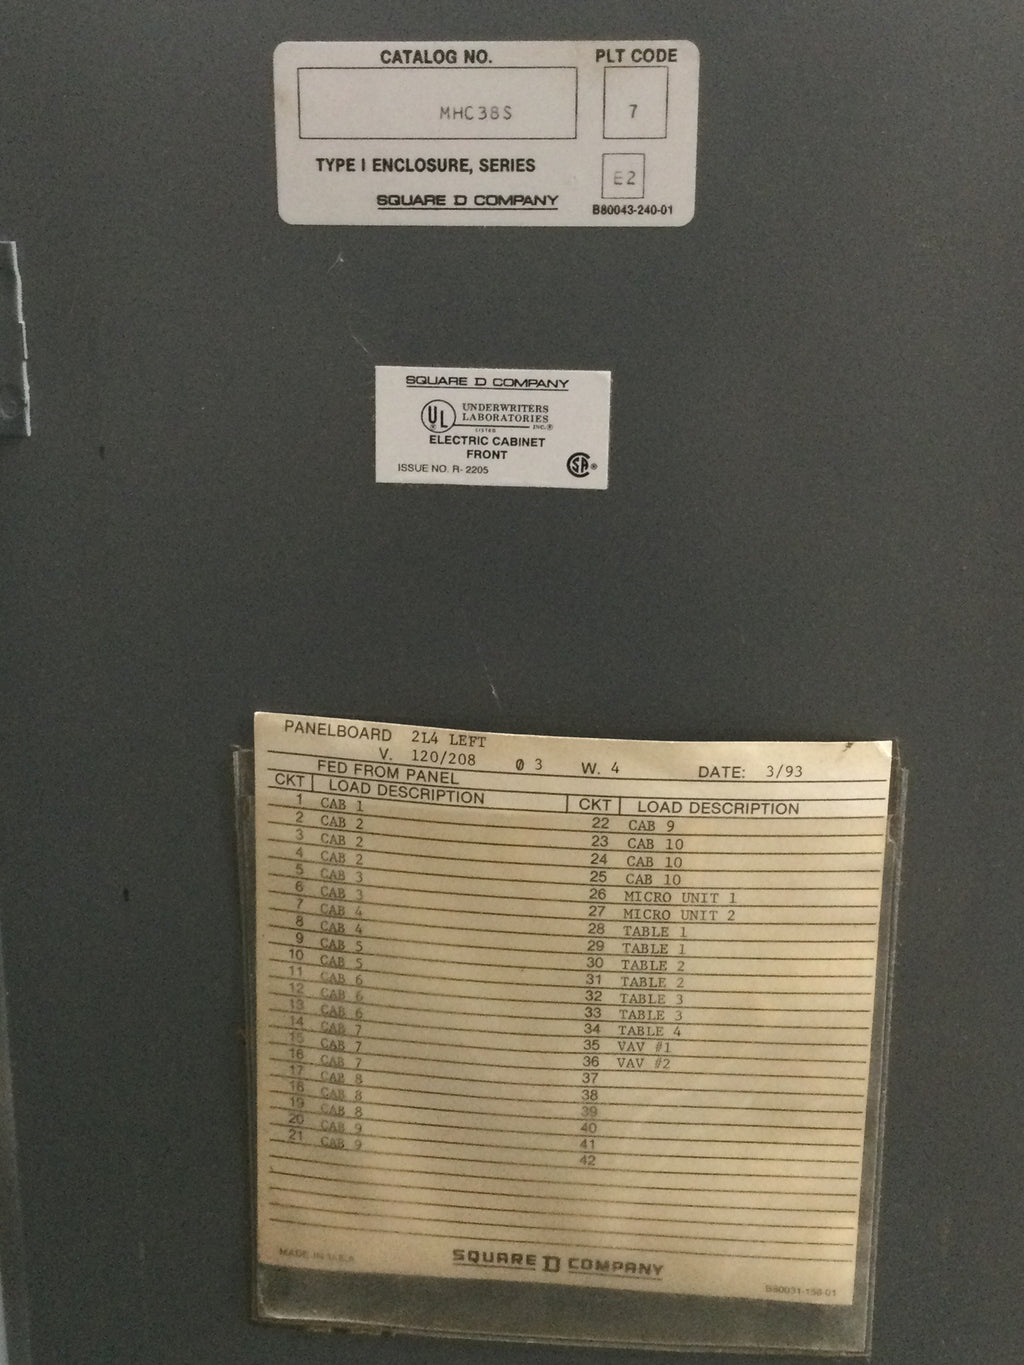 CATALOG NO. PLT CODE
MHC38S 7
TYPE I ENCLOSURE, SERIES E2
SQUARE D COMPANY B80043-240-01
SQUARE D COMPANY
UL UNDERWRITERS
LABORATORIES
LISTED INC.®
ELECTRIC CABINET
FRONT
ISSUE NO. R-2205 SA®
PANELBOARD 2L4 LEFT
V. 120/208 Ø 3 W. 4 DATE: 3/93
FED FROM PANEL
CKT LOAD DESCRIPTION CKT LOAD DESCRIPTION
1 CAB 1 22 CAB 9
2 CAB 2 23 CAB 10
3 CAB 2 24 CAB 10
4 CAB 2 25 CAB 10
5 CAB 3 26 MICRO UNIT 1
6 CAB 3 27 MICRO UNIT 2
7 CAB 4 28 TABLE 1
8 CAB 4 29 TABLE 1
9 CAB 5 30 TABLE 2
10 CAB 5 31 TABLE 2
11 CAB 6 32 TABLE 3
12 CAB 6 33 TABLE 3
13 CAB 6 34 TABLE 4
14 CAB 7 35 VAV #1
15 CAB 7 36 VAV #2
16 CAB 7 37
17 CAB 8 38
18 CAB 8 39
19 CAB 8 40
20 CAB 9 41
21 CAB 9 42
MADE IN U.S.A. SQUARE D COMPANY B80031-158-01